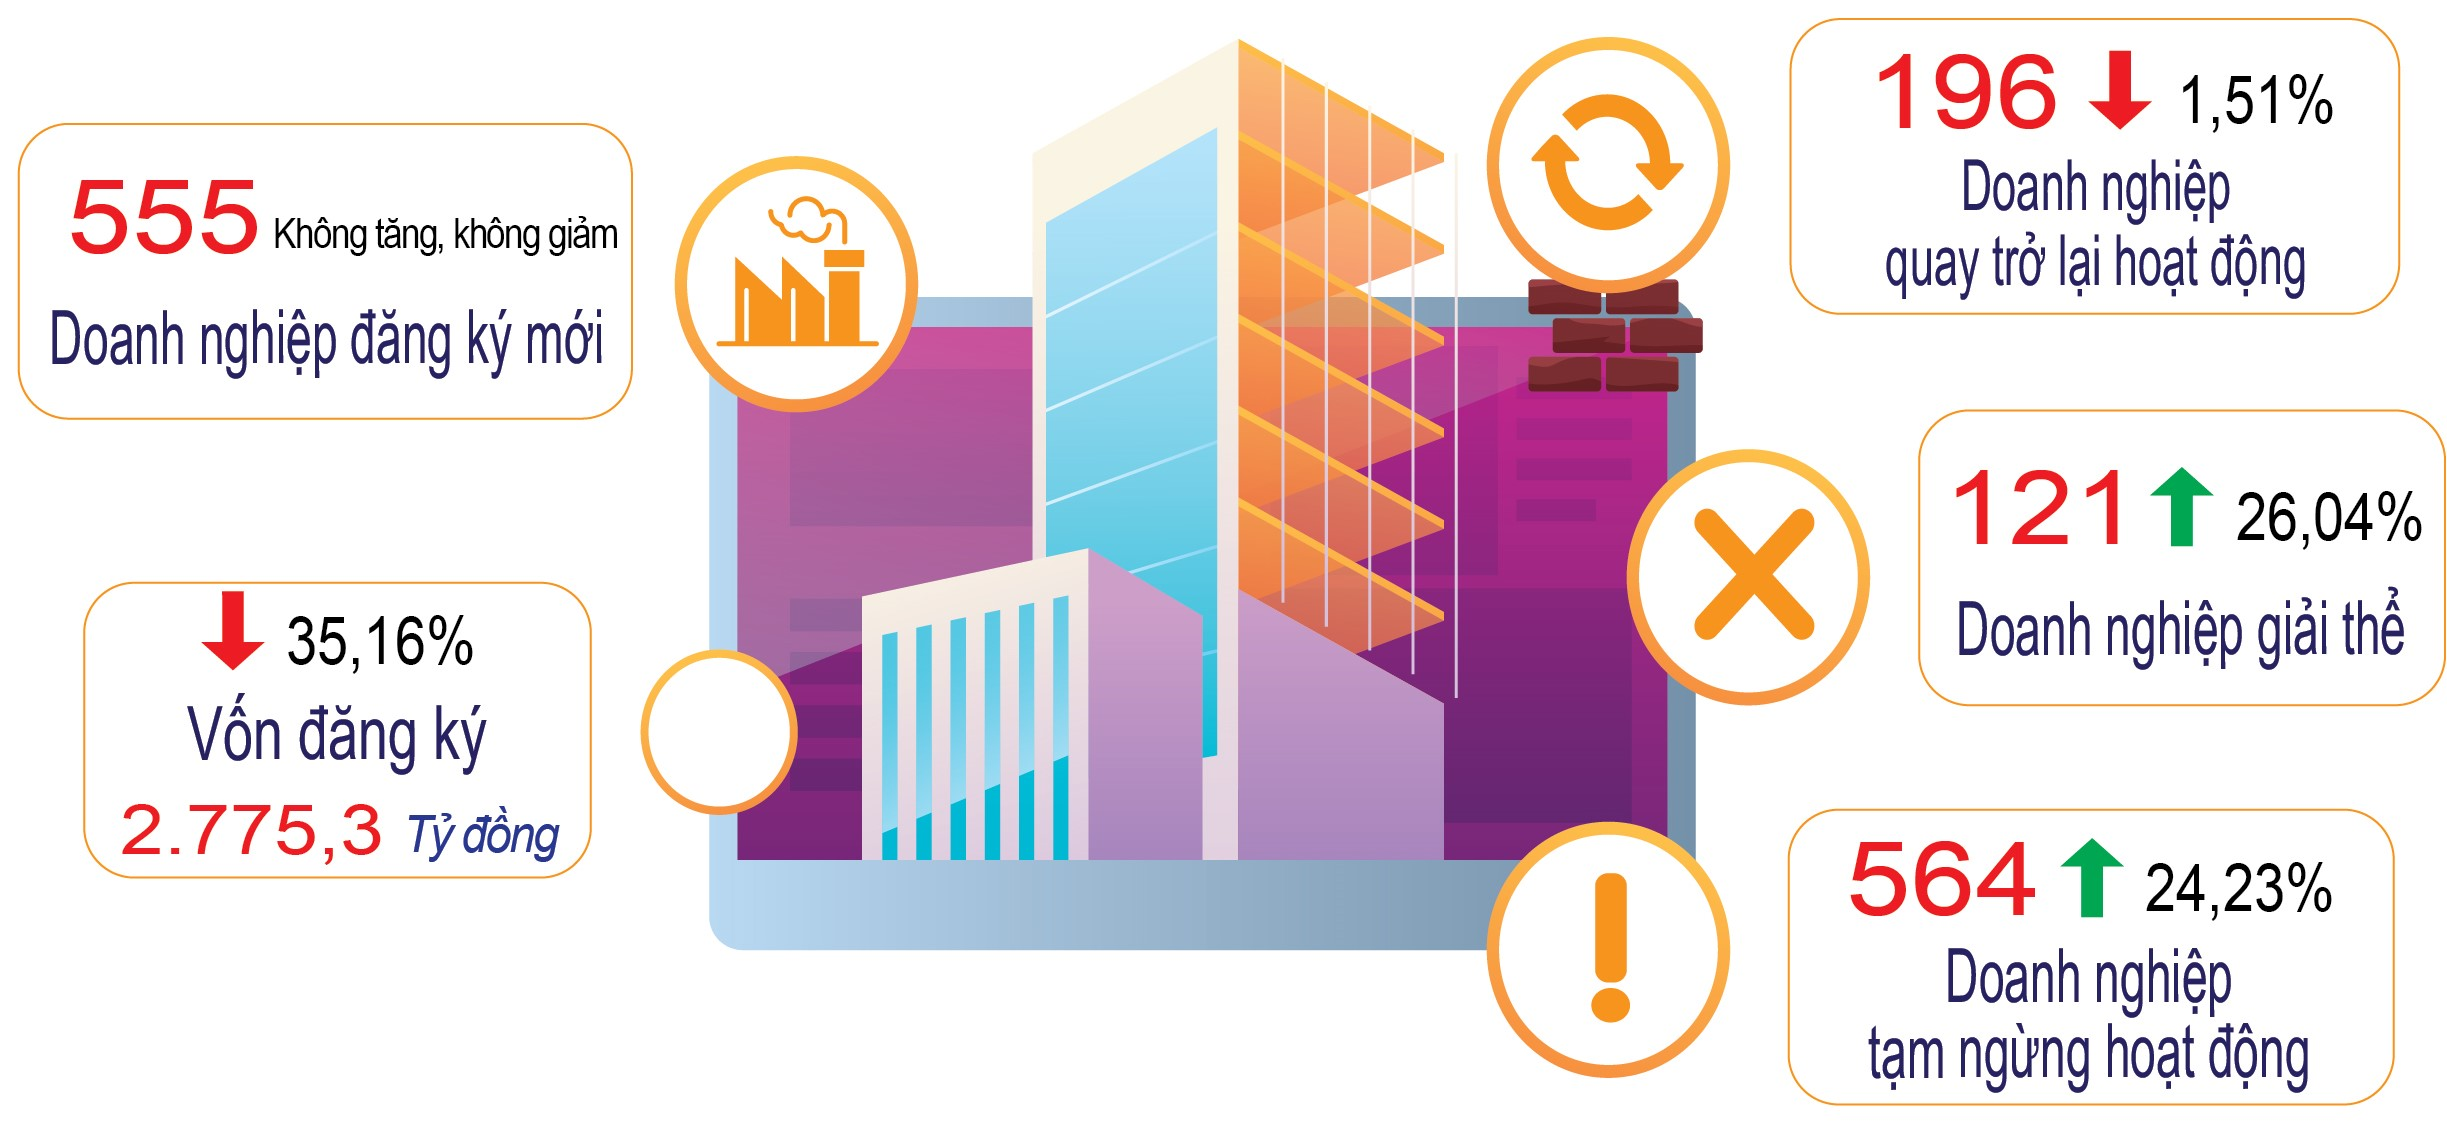 555 Không tăng, không giảm
Doanh nghiệp đăng ký mới
35,16%
Vốn đăng ký
2.775,3 Tỷ đồng
196 1,51%
Doanh nghiệp
quay trở lại hoạt động
121 26,04%
Doanh nghiệp giải thể
564 24,23%
Doanh nghiệp
tạm ngừng hoạt động